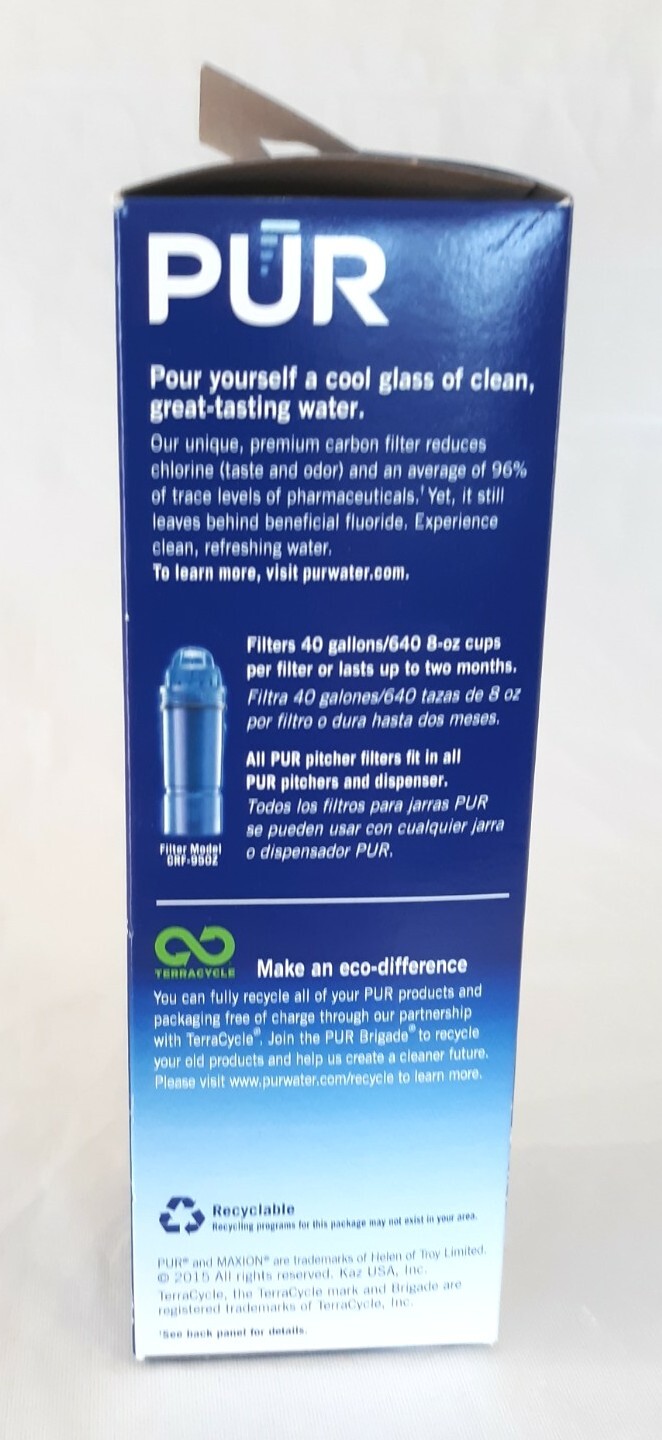 PŪR
Pour yourself a cool glass of clean,
great-tasting water.
Our unique, premium carbon filter reduces
chlorine (taste and odor) and an average of 96%
of trace levels of pharmaceuticals.† Yet, it still
leaves behind beneficial fluoride. Experience
clean, refreshing water.
To learn more, visit purwater.com.
Filters 40 gallons/640 8-oz cups
per filter or lasts up to two months.
Filtra 40 galones/640 tazas de 8 oz
por filtro o dura hasta dos meses.
All PUR pitcher filters fit in all
PUR pitchers and dispenser.
Todos los filtros para jarras PUR
se pueden usar con cualquier jarra
o dispensador PUR.
Filter Model
CRF-950Z
TERRACYCLE
Make an eco-difference
You can fully recycle all of your PUR products and
packaging free of charge through our partnership
with TerraCycle®. Join the PUR Brigade® to recycle
your old products and help us create a cleaner future.
Please visit www.purwater.com/recycle to learn more.
Recyclable
Recycling programs for this package may not exist in your area.
PUR® and MAXION® are trademarks of Helen of Troy Limited.
© 2015 All rights reserved. Kaz USA, Inc.
TerraCycle, the TerraCycle mark and Brigade are
registered trademarks of TerraCycle, Inc.
†See back panel for details.